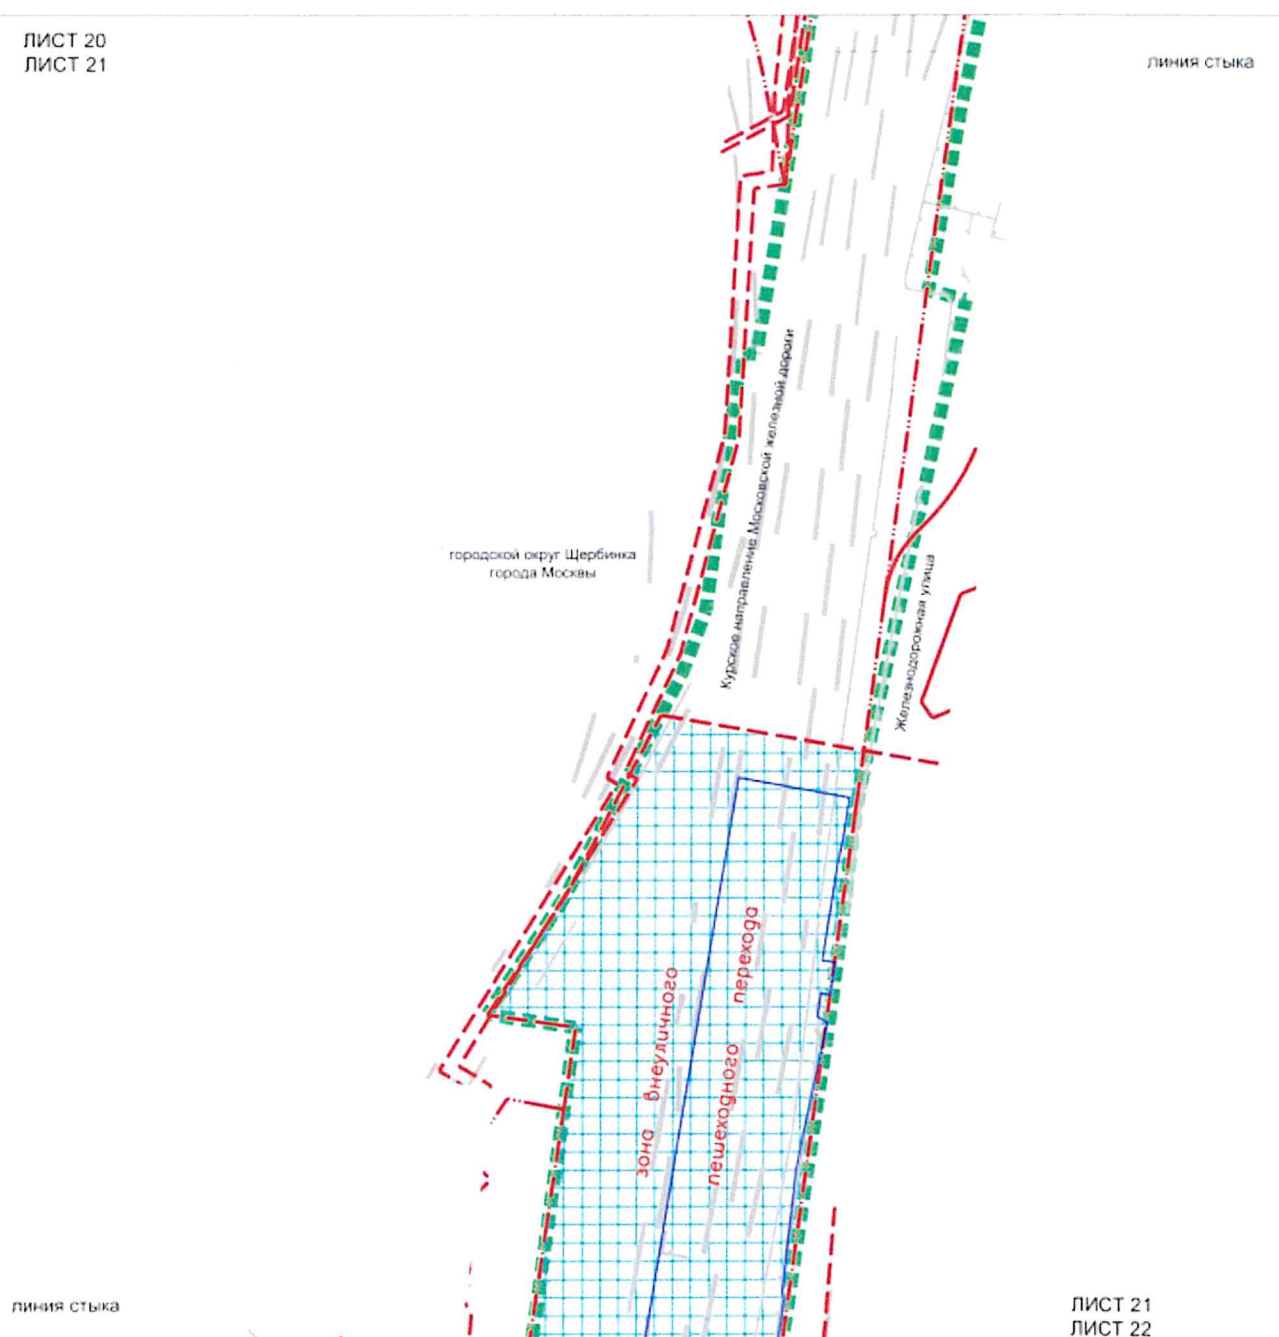 ЛИСТ 20
ЛИСТ 21
линия стыка
Курское направление Московской железной дороги
городской округ Щербинка
города Москвы
Железнодорожная улица
зона внеуличного
пешеходного перехода
линия стыка
ЛИСТ 21
ЛИСТ 22